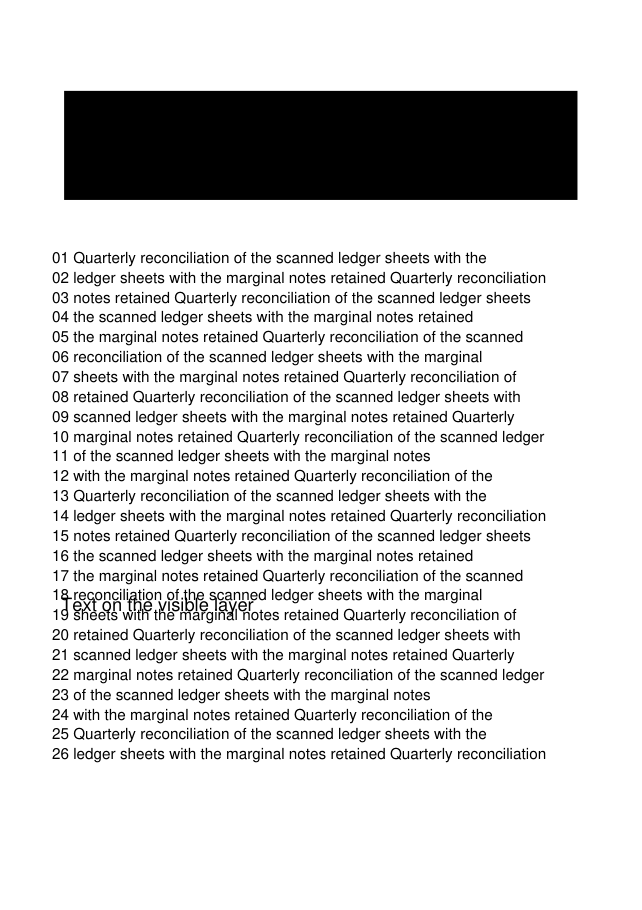 01 Quarterly reconciliation of the scanned ledger sheets with the
02 ledger sheets with the marginal notes retained Quarterly reconciliation
03 notes retained Quarterly reconciliation of the scanned ledger sheets
04 the scanned ledger sheets with the marginal notes retained
05 the marginal notes retained Quarterly reconciliation of the scanned
06 reconciliation of the scanned ledger sheets with the marginal
07 sheets with the marginal notes retained Quarterly reconciliation of
08 retained Quarterly reconciliation of the scanned ledger sheets with
09 scanned ledger sheets with the marginal notes retained Quarterly
10 marginal notes retained Quarterly reconciliation of the scanned ledger
11 of the scanned ledger sheets with the marginal notes
12 with the marginal notes retained Quarterly reconciliation of the
13 Quarterly reconciliation of the scanned ledger sheets with the
14 ledger sheets with the marginal notes retained Quarterly reconciliation
15 notes retained Quarterly reconciliation of the scanned ledger sheets
16 the scanned ledger sheets with the marginal notes retained
17 the marginal notes retained Quarterly reconciliation of the scanned
18 reconciliation of the scanned ledger sheets with the marginal
Text on the visible layer
19 sheets with the marginal notes retained Quarterly reconciliation of
20 retained Quarterly reconciliation of the scanned ledger sheets with
21 scanned ledger sheets with the marginal notes retained Quarterly
22 marginal notes retained Quarterly reconciliation of the scanned ledger
23 of the scanned ledger sheets with the marginal notes
24 with the marginal notes retained Quarterly reconciliation of the
25 Quarterly reconciliation of the scanned ledger sheets with the
26 ledger sheets with the marginal notes retained Quarterly reconciliation